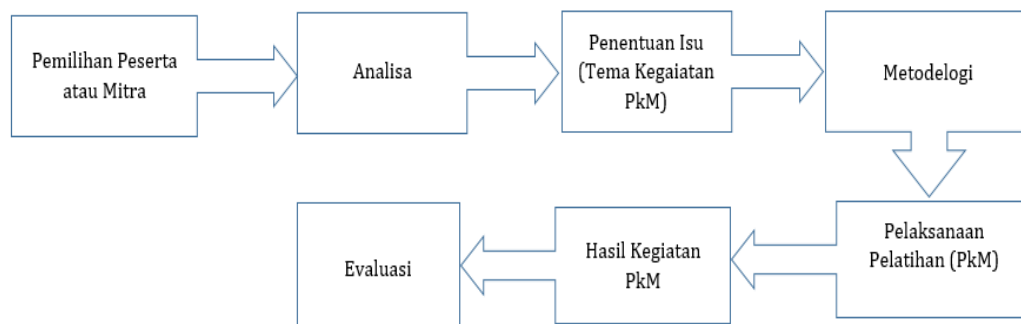 Pemilihan Peserta
atau Mitra
Analisa
Penentuan Isu
(Tema Kegaiatan
PkM)
Metodelogi
Pelaksanaan
Pelatihan (PkM)
Hasil Kegiatan
PkM
Evaluasi